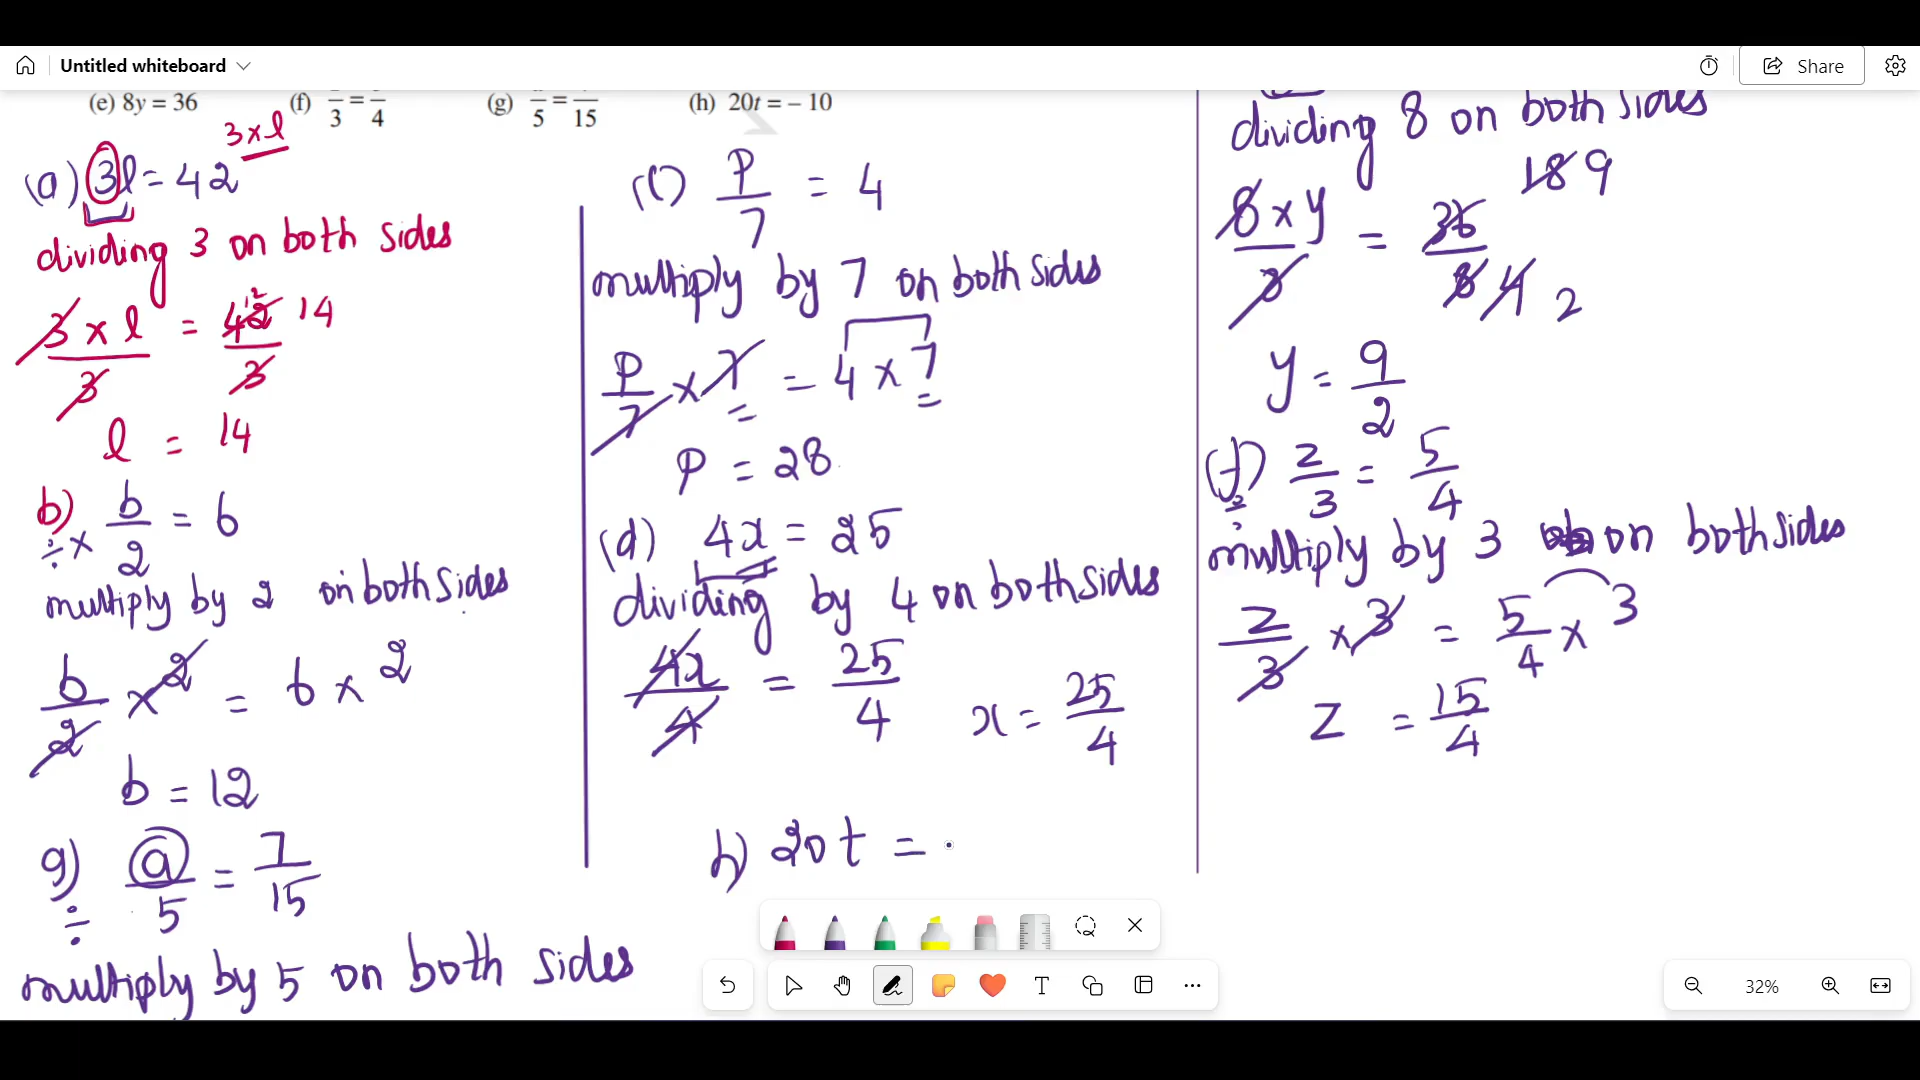 Untitled whiteboard
Share
(e) 8y = 36 (f) /3 = /4 (g) /5 = /15 (h) 20t = – 10
3 x l
(a) 3l = 42
dividing 3 on both sides
3 x l / 3 = 42 / 3 12 14
l = 14
b) b/2 = 6
÷ x
multiply by 2 on both sides
b/2 x 2 = 6 x 2
b = 12
g) a/5 = 7/15
÷
multiply by 5 on both sides
P/7 = 4
multiply by 7 on both sides
P/7 x 7 = 4 x 7
P = 28
(d) 4x = 25
dividing by 4 on both sides
4x/4 = 25/4
x = 25/4
h) 20t =
dividing 8 on both sides
8 x y / 8 = 36 / 8 18 9 4 2
y = 9/2
(f) z/3 = 5/4
multiply by 3 on both sides
z/3 x 3 = 5/4 x 3
z = 15/4
32%